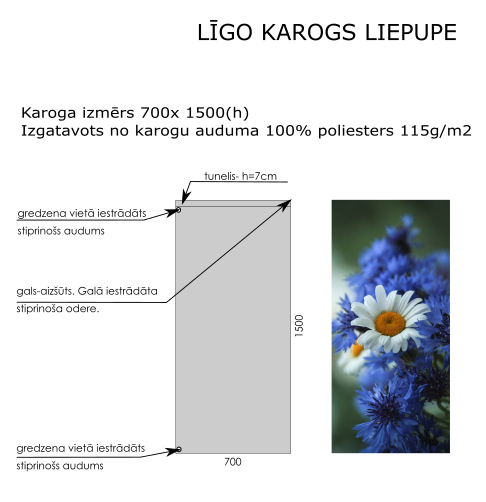 LĪGO KAROGS LIEPUPE
Karoga izmērs 700x 1500(h)
Izgatavots no karogu auduma 100% poliesters 115g/m2
tunelis- h=7cm
gredzena vietā iestrādāts
stiprinošs audums
gals-aizšūts. Galā iestrādāta
stiprinoša odere.
1500
gredzena vietā iestrādāts
stiprinošs audums
700